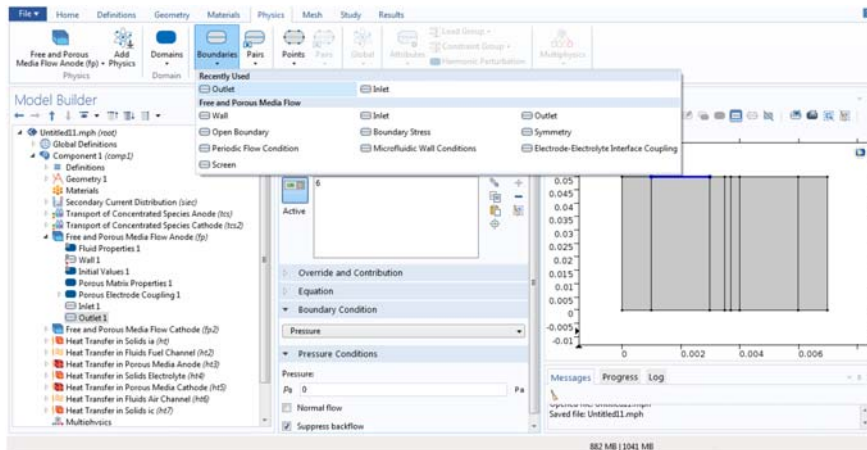 File ▾ Home Definitions Geometry Materials Physics Mesh Study Results
Free and Porous Media Flow Anode (fp) ▾
Add Physics
Domains
Boundaries
Pairs
Points
Pairs
Global
Attributes
Load Group ▾
Constraint Group ▾
Harmonic Perturbation
Multiphysics
Physics
Domain
Recently Used
Outlet Inlet
Free and Porous Media Flow
Wall Inlet Outlet
Open Boundary Boundary Stress Symmetry
Periodic Flow Condition Microfluidic Wall Conditions Electrode-Electrolyte Interface Coupling
Screen
Model Builder
Untitled11.mph (root)
Global Definitions
Component 1 (comp1)
Definitions
Geometry 1
Materials
Secondary Current Distribution (siec)
Transport of Concentrated Species Anode (tcs)
Transport of Concentrated Species Cathode (tcs2)
Free and Porous Media Flow Anode (fp)
Fluid Properties 1
Wall 1
Initial Values 1
Porous Matrix Properties 1
Porous Electrode Coupling 1
Inlet 1
Outlet 1
Free and Porous Media Flow Cathode (fp2)
Heat Transfer in Solids ia (ht)
Heat Transfer in Fluids Fuel Channel (ht2)
Heat Transfer in Porous Media Anode (ht3)
Heat Transfer in Solids Electrolyte (ht4)
Heat Transfer in Porous Media Cathode (ht5)
Heat Transfer in Fluids Air Channel (ht6)
Heat Transfer in Solids ic (ht7)
Multiphysics
6
Active
Override and Contribution
Equation
Boundary Condition
Pressure
Pressure Conditions
Pressure:
p₀ 0 Pa
Normal flow
Suppress backflow
0.05
0.045
0.04
0.035
0.03
0.025
0.02
0.015
0.01
0.005
0
-0.005
-0.01
0 0.002 0.004 0.006
Messages Progress Log
Saved file: Untitled11.mph
882 MB | 1041 MB